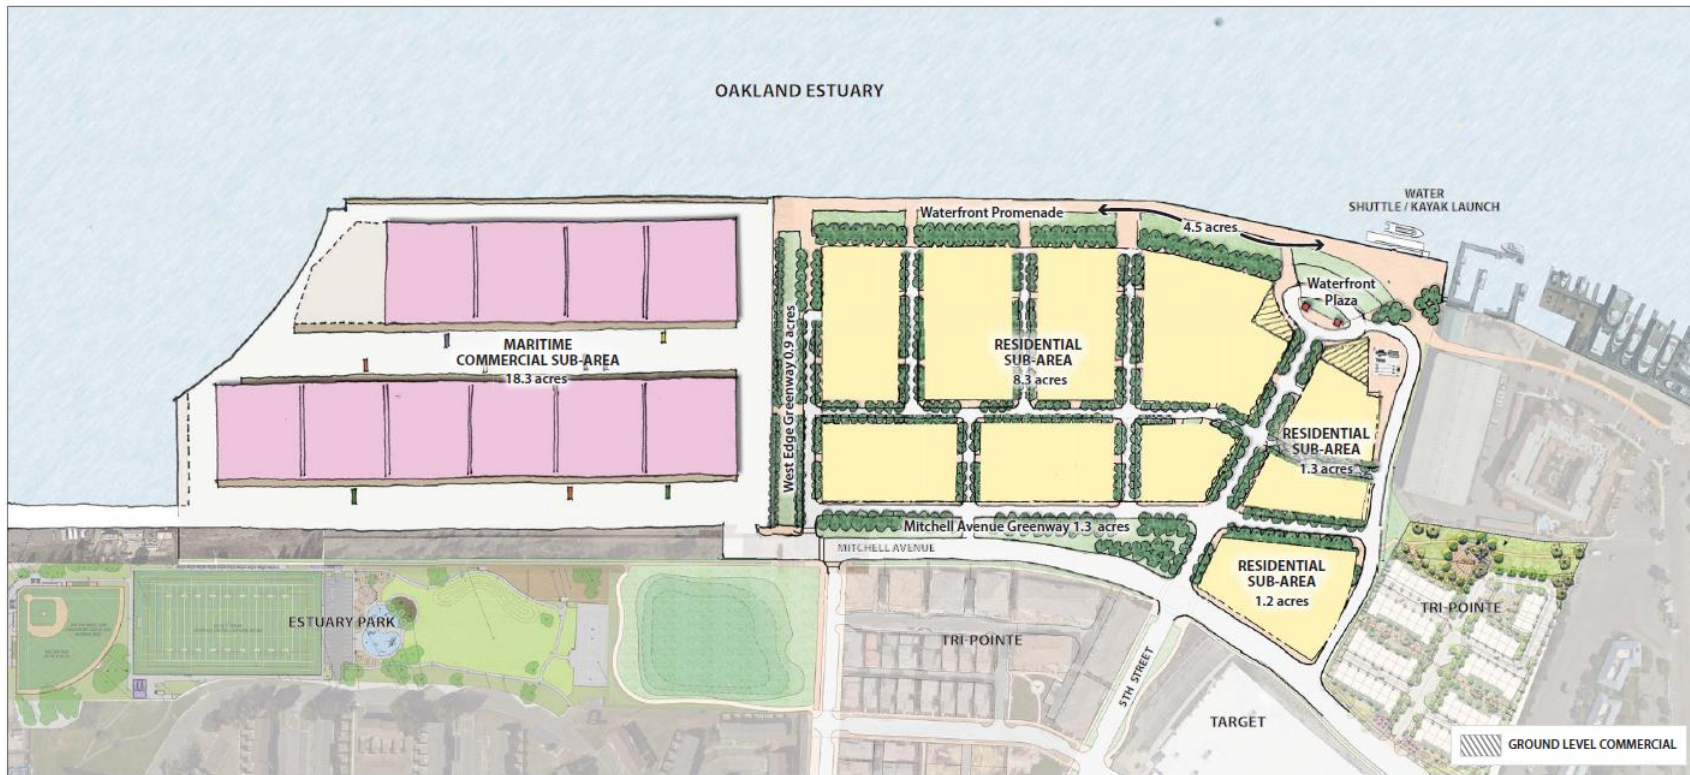 OAKLAND ESTUARY
WATER
SHUTTLE / KAYAK LAUNCH
Waterfront Promenade
4.5 acres
Waterfront
Plaza
MARITIME
COMMERCIAL SUB-AREA
18.3 acres
West Edge Greenway 0.9 acres
RESIDENTIAL
SUB-AREA
8.3 acres
RESIDENTIAL
SUB-AREA
1.3 acres
Mitchell Avenue Greenway 1.3 acres
MITCHELL AVENUE
RESIDENTIAL
SUB-AREA
1.2 acres
ESTUARY PARK
TRI-POINTE
TRI-POINTE
5TH STREET
TARGET
GROUND LEVEL COMMERCIAL